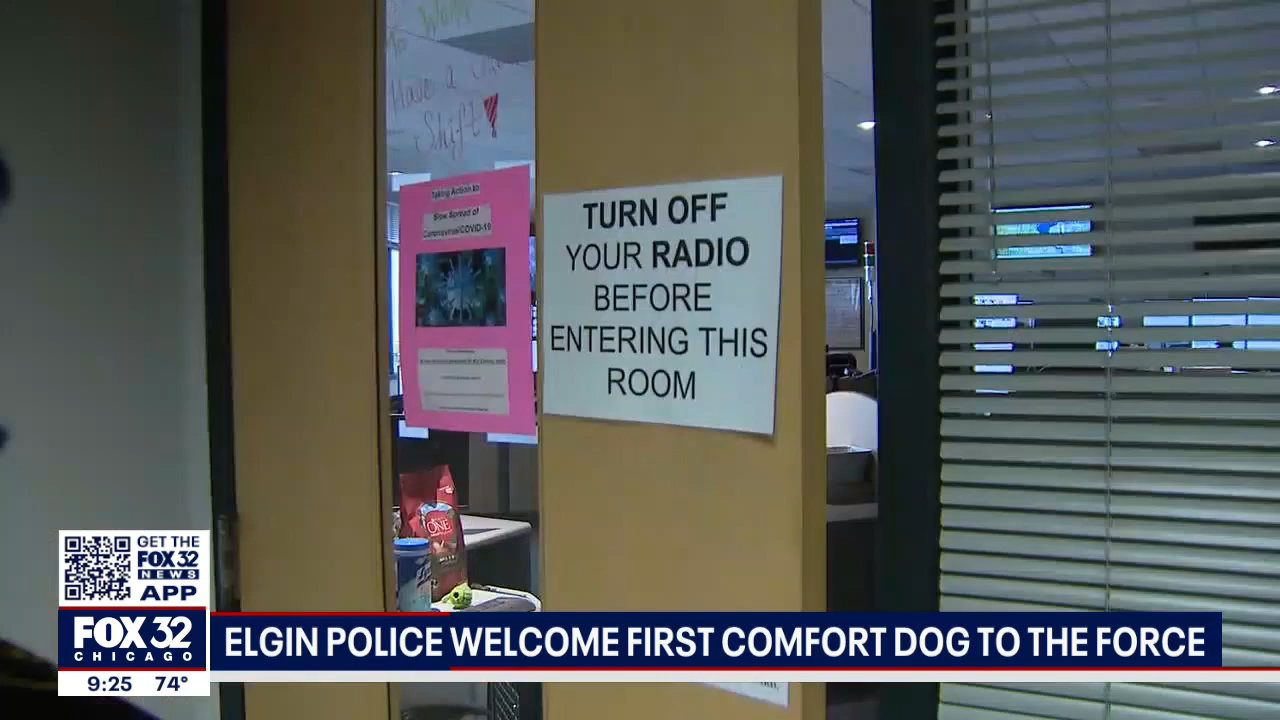 Have a
Shift!
Taking Action to
Slow Spread of
Coronavirus/COVID-19
TURN OFF
YOUR RADIO
BEFORE
ENTERING THIS
ROOM
ONE
GET THE
FOX 32
NEWS
APP
FOX 32
CHICAGO
9:25 74°
ELGIN POLICE WELCOME FIRST COMFORT DOG TO THE FORCE